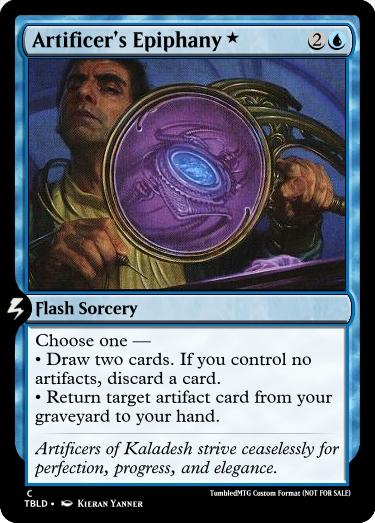 Artificer's Epiphany ★ 2
Flash Sorcery
Choose one —
• Draw two cards. If you control no
artifacts, discard a card.
• Return target artifact card from your
graveyard to your hand.
Artificers of Kaladesh strive ceaselessly for
perfection, progress, and elegance.
C
TBLD • Kieran Yanner
TumbledMTG Custom Format (NOT FOR SALE)